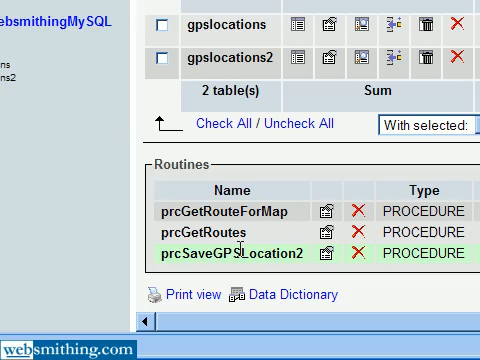 ebsmithingMySQL
ns
ns2
gpslocations
gpslocations2
2 table(s) Sum
Check All / Uncheck All With selected:
Routines
Name Type
prcGetRouteForMap PROCEDURE
prcGetRoutes PROCEDURE
prcSaveGPSLocation2 PROCEDURE
Print view Data Dictionary
websmithing.com